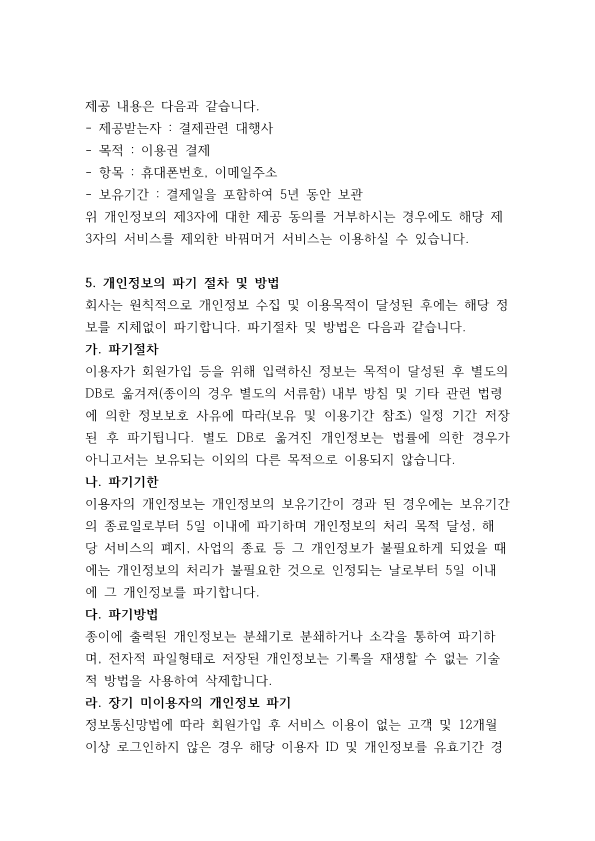 제공 내용은 다음과 같습니다.
- 제공받는자 : 결제관련 대행사
- 목적 : 이용권 결제
- 항목 : 휴대폰번호, 이메일주소
- 보유기간 : 결제일을 포함하여 5년 동안 보관
위 개인정보의 제3자에 대한 제공 동의를 거부하시는 경우에도 해당 제
3자의 서비스를 제외한 바꿔머거 서비스는 이용하실 수 있습니다.
5. 개인정보의 파기 절차 및 방법
회사는 원칙적으로 개인정보 수집 및 이용목적이 달성된 후에는 해당 정
보를 지체없이 파기합니다. 파기절차 및 방법은 다음과 같습니다.
가. 파기절차
이용자가 회원가입 등을 위해 입력하신 정보는 목적이 달성된 후 별도의
DB로 옮겨져(종이의 경우 별도의 서류함) 내부 방침 및 기타 관련 법령
에 의한 정보보호 사유에 따라(보유 및 이용기간 참조) 일정 기간 저장
된 후 파기됩니다. 별도 DB로 옮겨진 개인정보는 법률에 의한 경우가
아니고서는 보유되는 이외의 다른 목적으로 이용되지 않습니다.
나. 파기기한
이용자의 개인정보는 개인정보의 보유기간이 경과 된 경우에는 보유기간
의 종료일로부터 5일 이내에 파기하며 개인정보의 처리 목적 달성, 해
당 서비스의 폐지, 사업의 종료 등 그 개인정보가 불필요하게 되었을 때
에는 개인정보의 처리가 불필요한 것으로 인정되는 날로부터 5일 이내
에 그 개인정보를 파기합니다.
다. 파기방법
종이에 출력된 개인정보는 분쇄기로 분쇄하거나 소각을 통하여 파기하
며, 전자적 파일형태로 저장된 개인정보는 기록을 재생할 수 없는 기술
적 방법을 사용하여 삭제합니다.
라. 장기 미이용자의 개인정보 파기
정보통신망법에 따라 회원가입 후 서비스 이용이 없는 고객 및 12개월
이상 로그인하지 않은 경우 해당 이용자 ID 및 개인정보를 유효기간 경